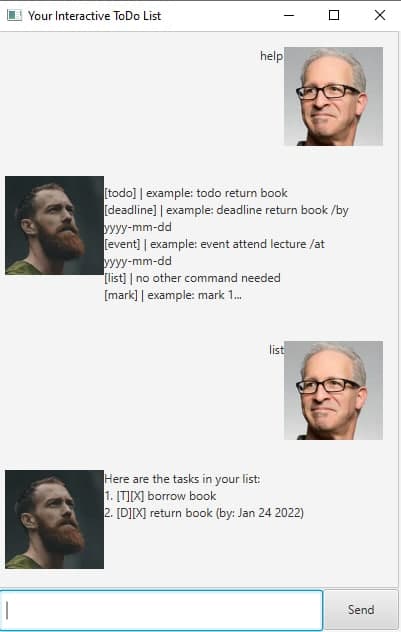 Your Interactive ToDo List
help
[todo] | example: todo return book
[deadline] | example: deadline return book /by
yyyy-mm-dd
[event] | example: event attend lecture /at
yyyy-mm-dd
[list] | no other command needed
[mark] | example: mark 1...
list
Here are the tasks in your list:
1. [T][X] borrow book
2. [D][X] return book (by: Jan 24 2022)
Send